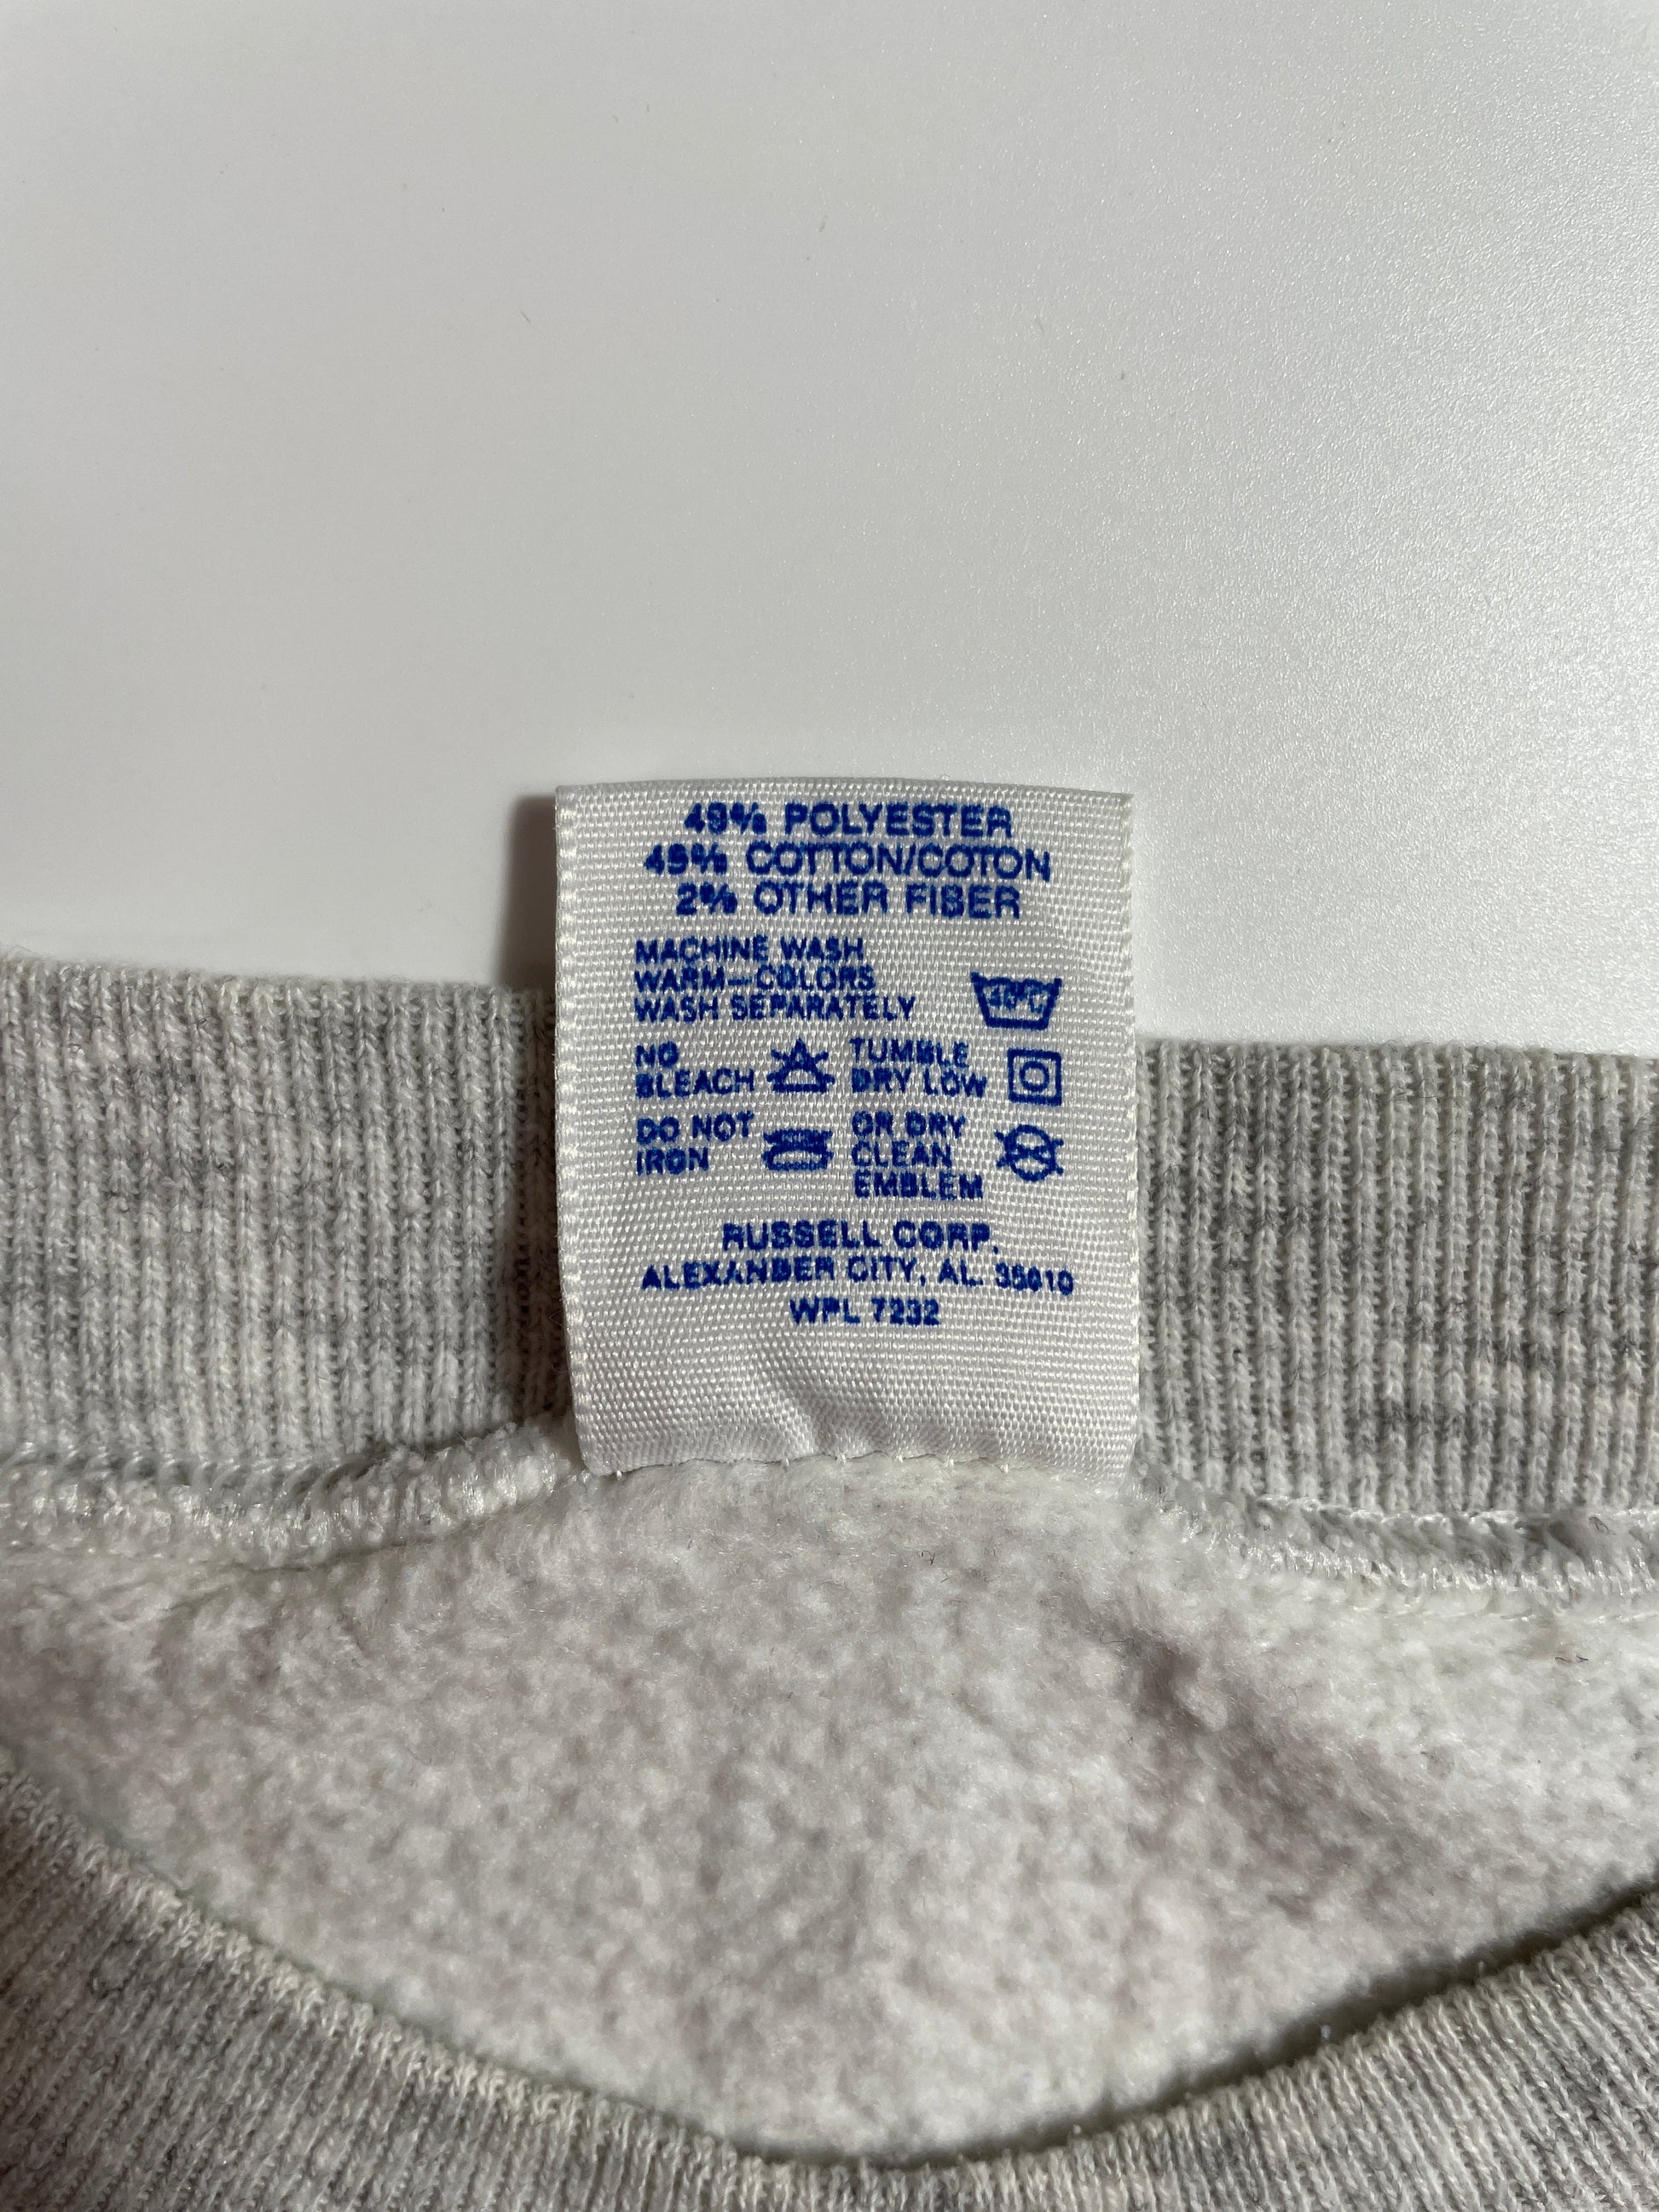 49% POLYESTER
49% COTTON/COTON
2% OTHER FIBER
MACHINE WASH
WARM—COLORS
WASH SEPARATELY
40°C
NO
BLEACH
TUMBLE
DRY LOW
DO NOT
IRON
OR DRY
CLEAN
EMBLEM
RUSSELL CORP.
ALEXANDER CITY, AL. 35010
WPL 7232